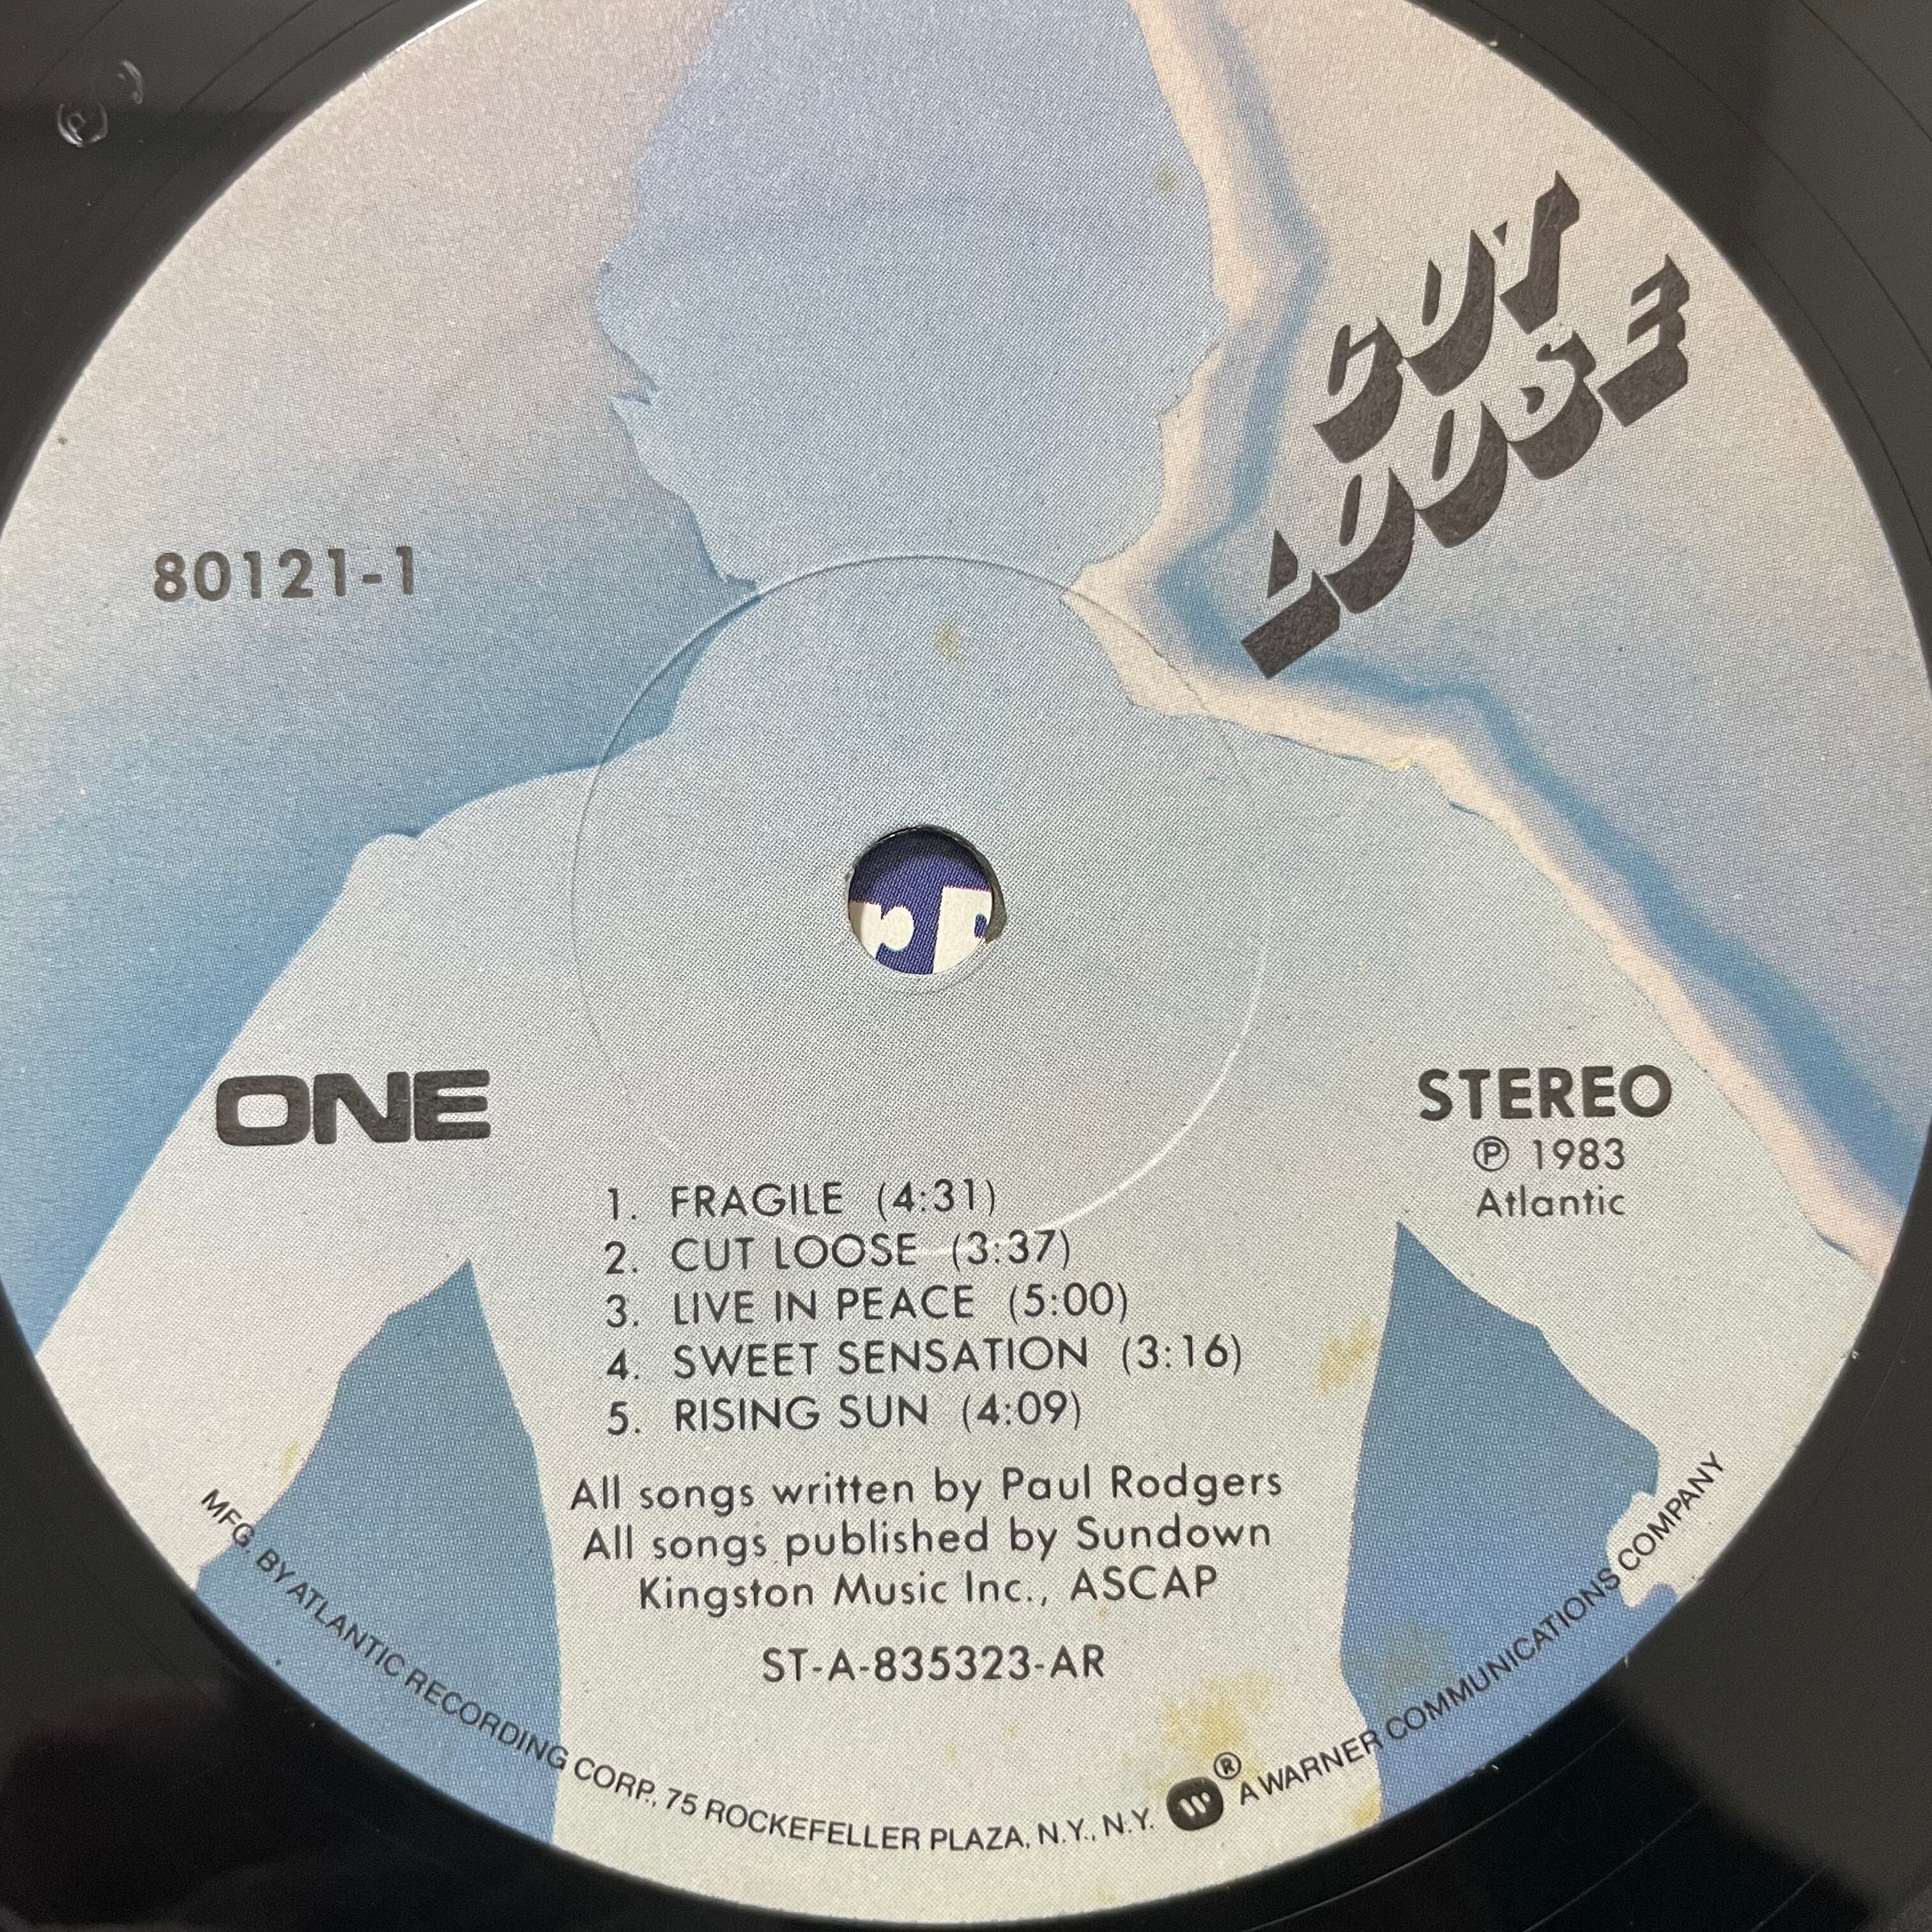 CUT
LOOSE
80121-1
ONE
STEREO
℗ 1983
Atlantic
1. FRAGILE (4:31)
2. CUT LOOSE (3:37)
3. LIVE IN PEACE (5:00)
4. SWEET SENSATION (3:16)
5. RISING SUN (4:09)
All songs written by Paul Rodgers
All songs published by Sundown
Kingston Music Inc., ASCAP
ST-A-835323-AR
MFG. BY ATLANTIC RECORDING CORP., 75 ROCKEFELLER PLAZA, N.Y., N.Y. ® A WARNER COMMUNICATIONS COMPANY